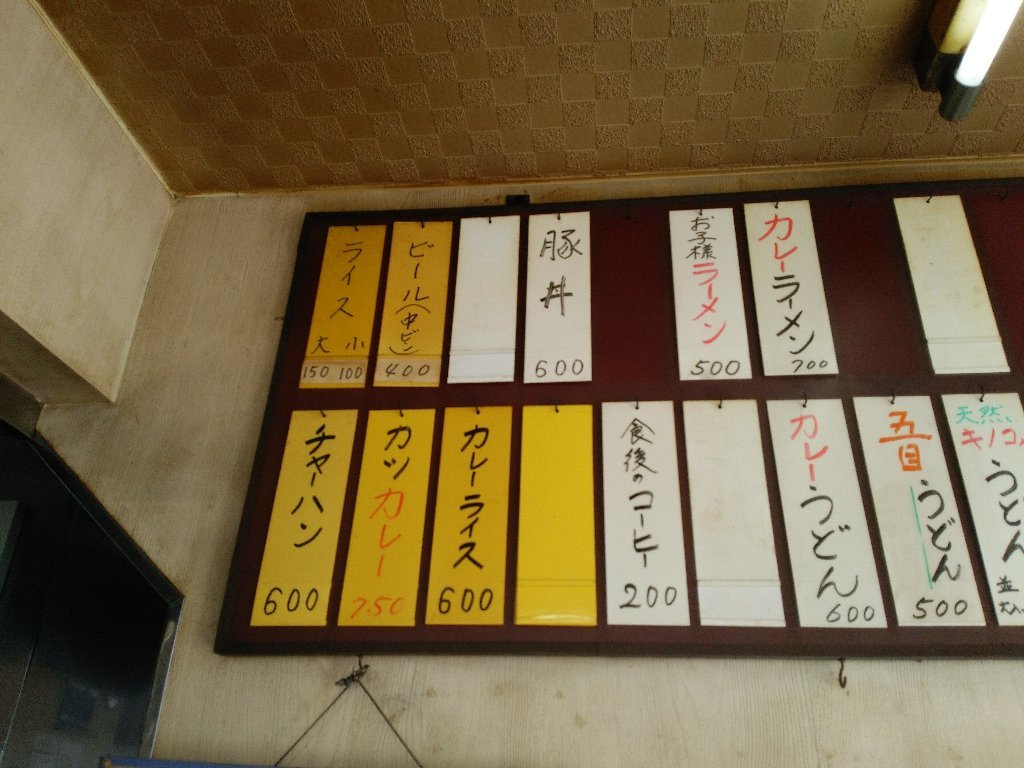 ライス
大 小
150 100
ビール(中ビン)
400
豚丼
600
お子様
ラーメン
500
カレーラーメン
700
チャーハン
600
カツカレー
750
カレーライス
600
食後のコーヒー
200
カレーうどん
600
五目
うどん
500
天然
キノコ
うどん
並